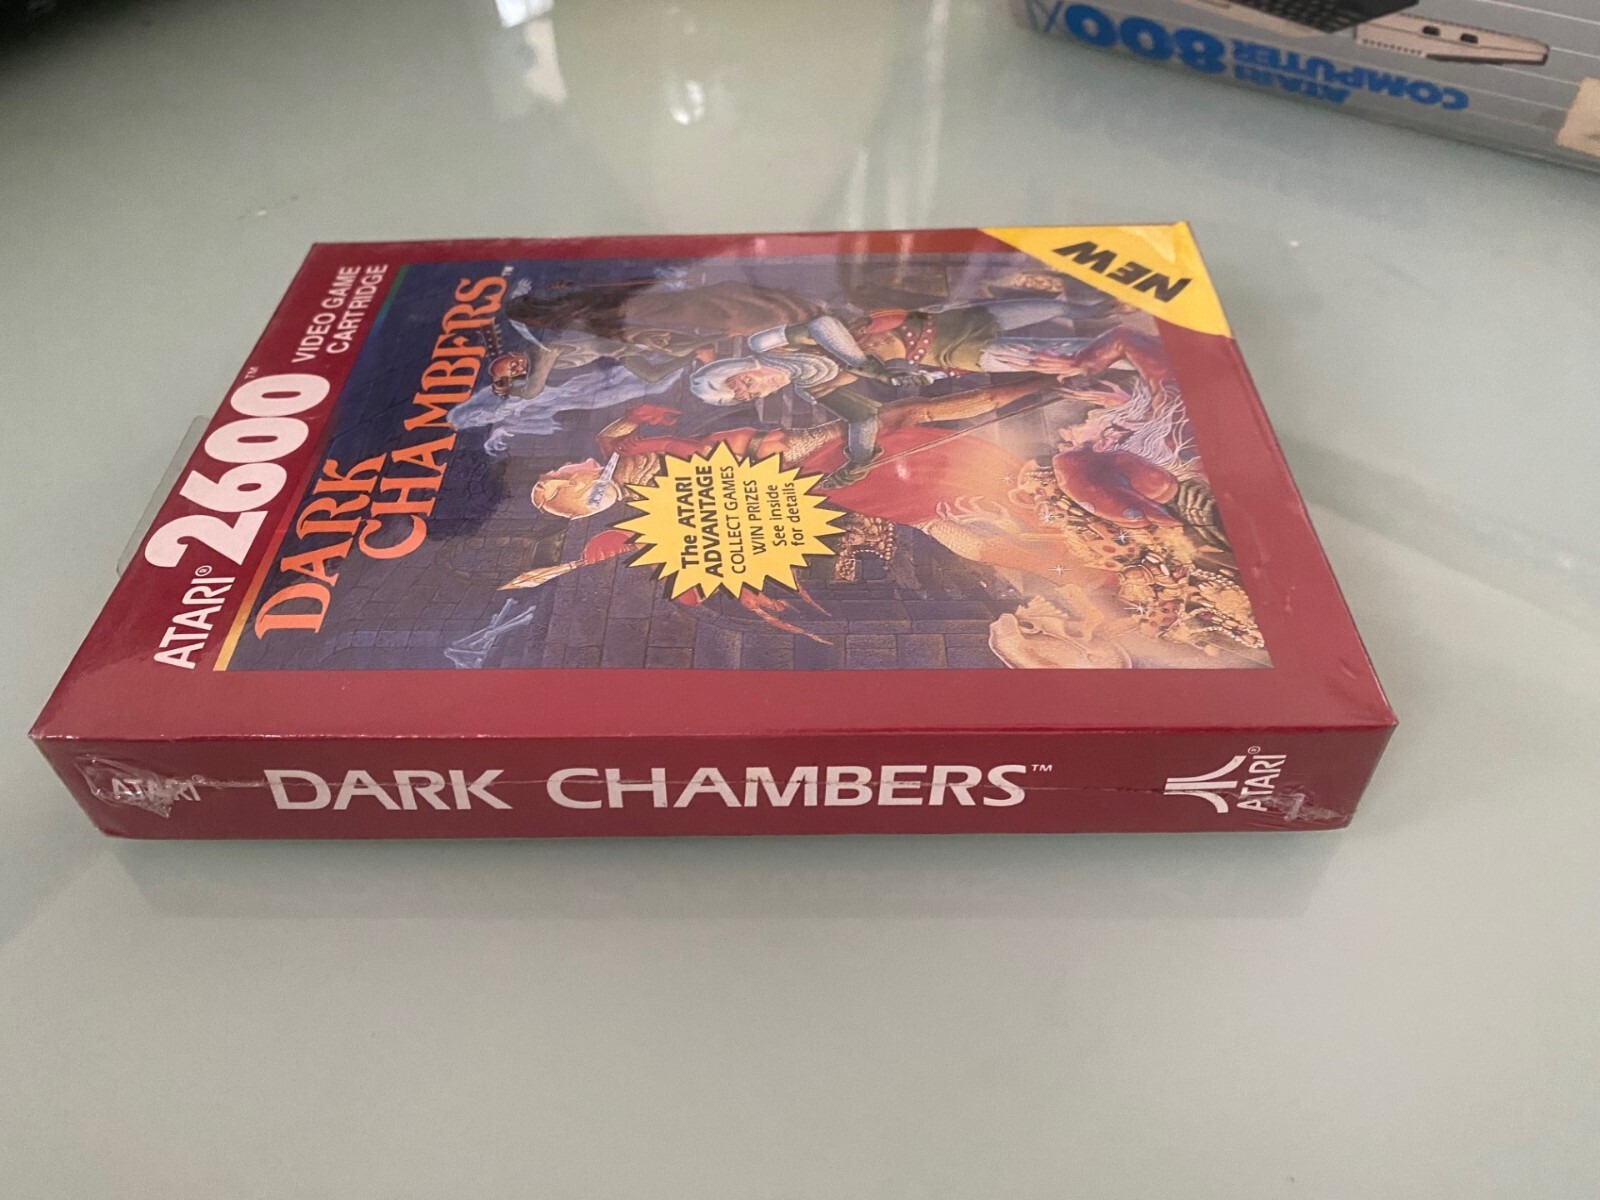 ATARI® 2600™
VIDEO GAME
CARTRIDGE
DARK
CHAMBERS™
NEW
The ATARI
ADVANTAGE
COLLECT GAMES
WIN PRIZES
See inside
for details
ATARI® DARK CHAMBERS™ ATARI®
ATARI 800XL
COMPUTER